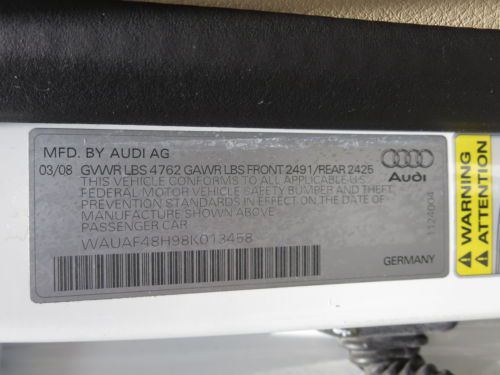 MFD. BY AUDI AG
03/08 GVWR LBS 4762 GAWR LBS FRONT 2491/REAR 2425
THIS VEHICLE CONFORMS TO ALL APPLICABLE U.S.
FEDERAL MOTOR VEHICLE SAFETY BUMPER AND THEFT
PREVENTION STANDARDS IN EFFECT ON THE DATE OF
MANUFACTURE SHOWN ABOVE
PASSENGER CAR
WAUAF48H98K013458
Audi
1124004
GERMANY
WARNING
ATTENTION